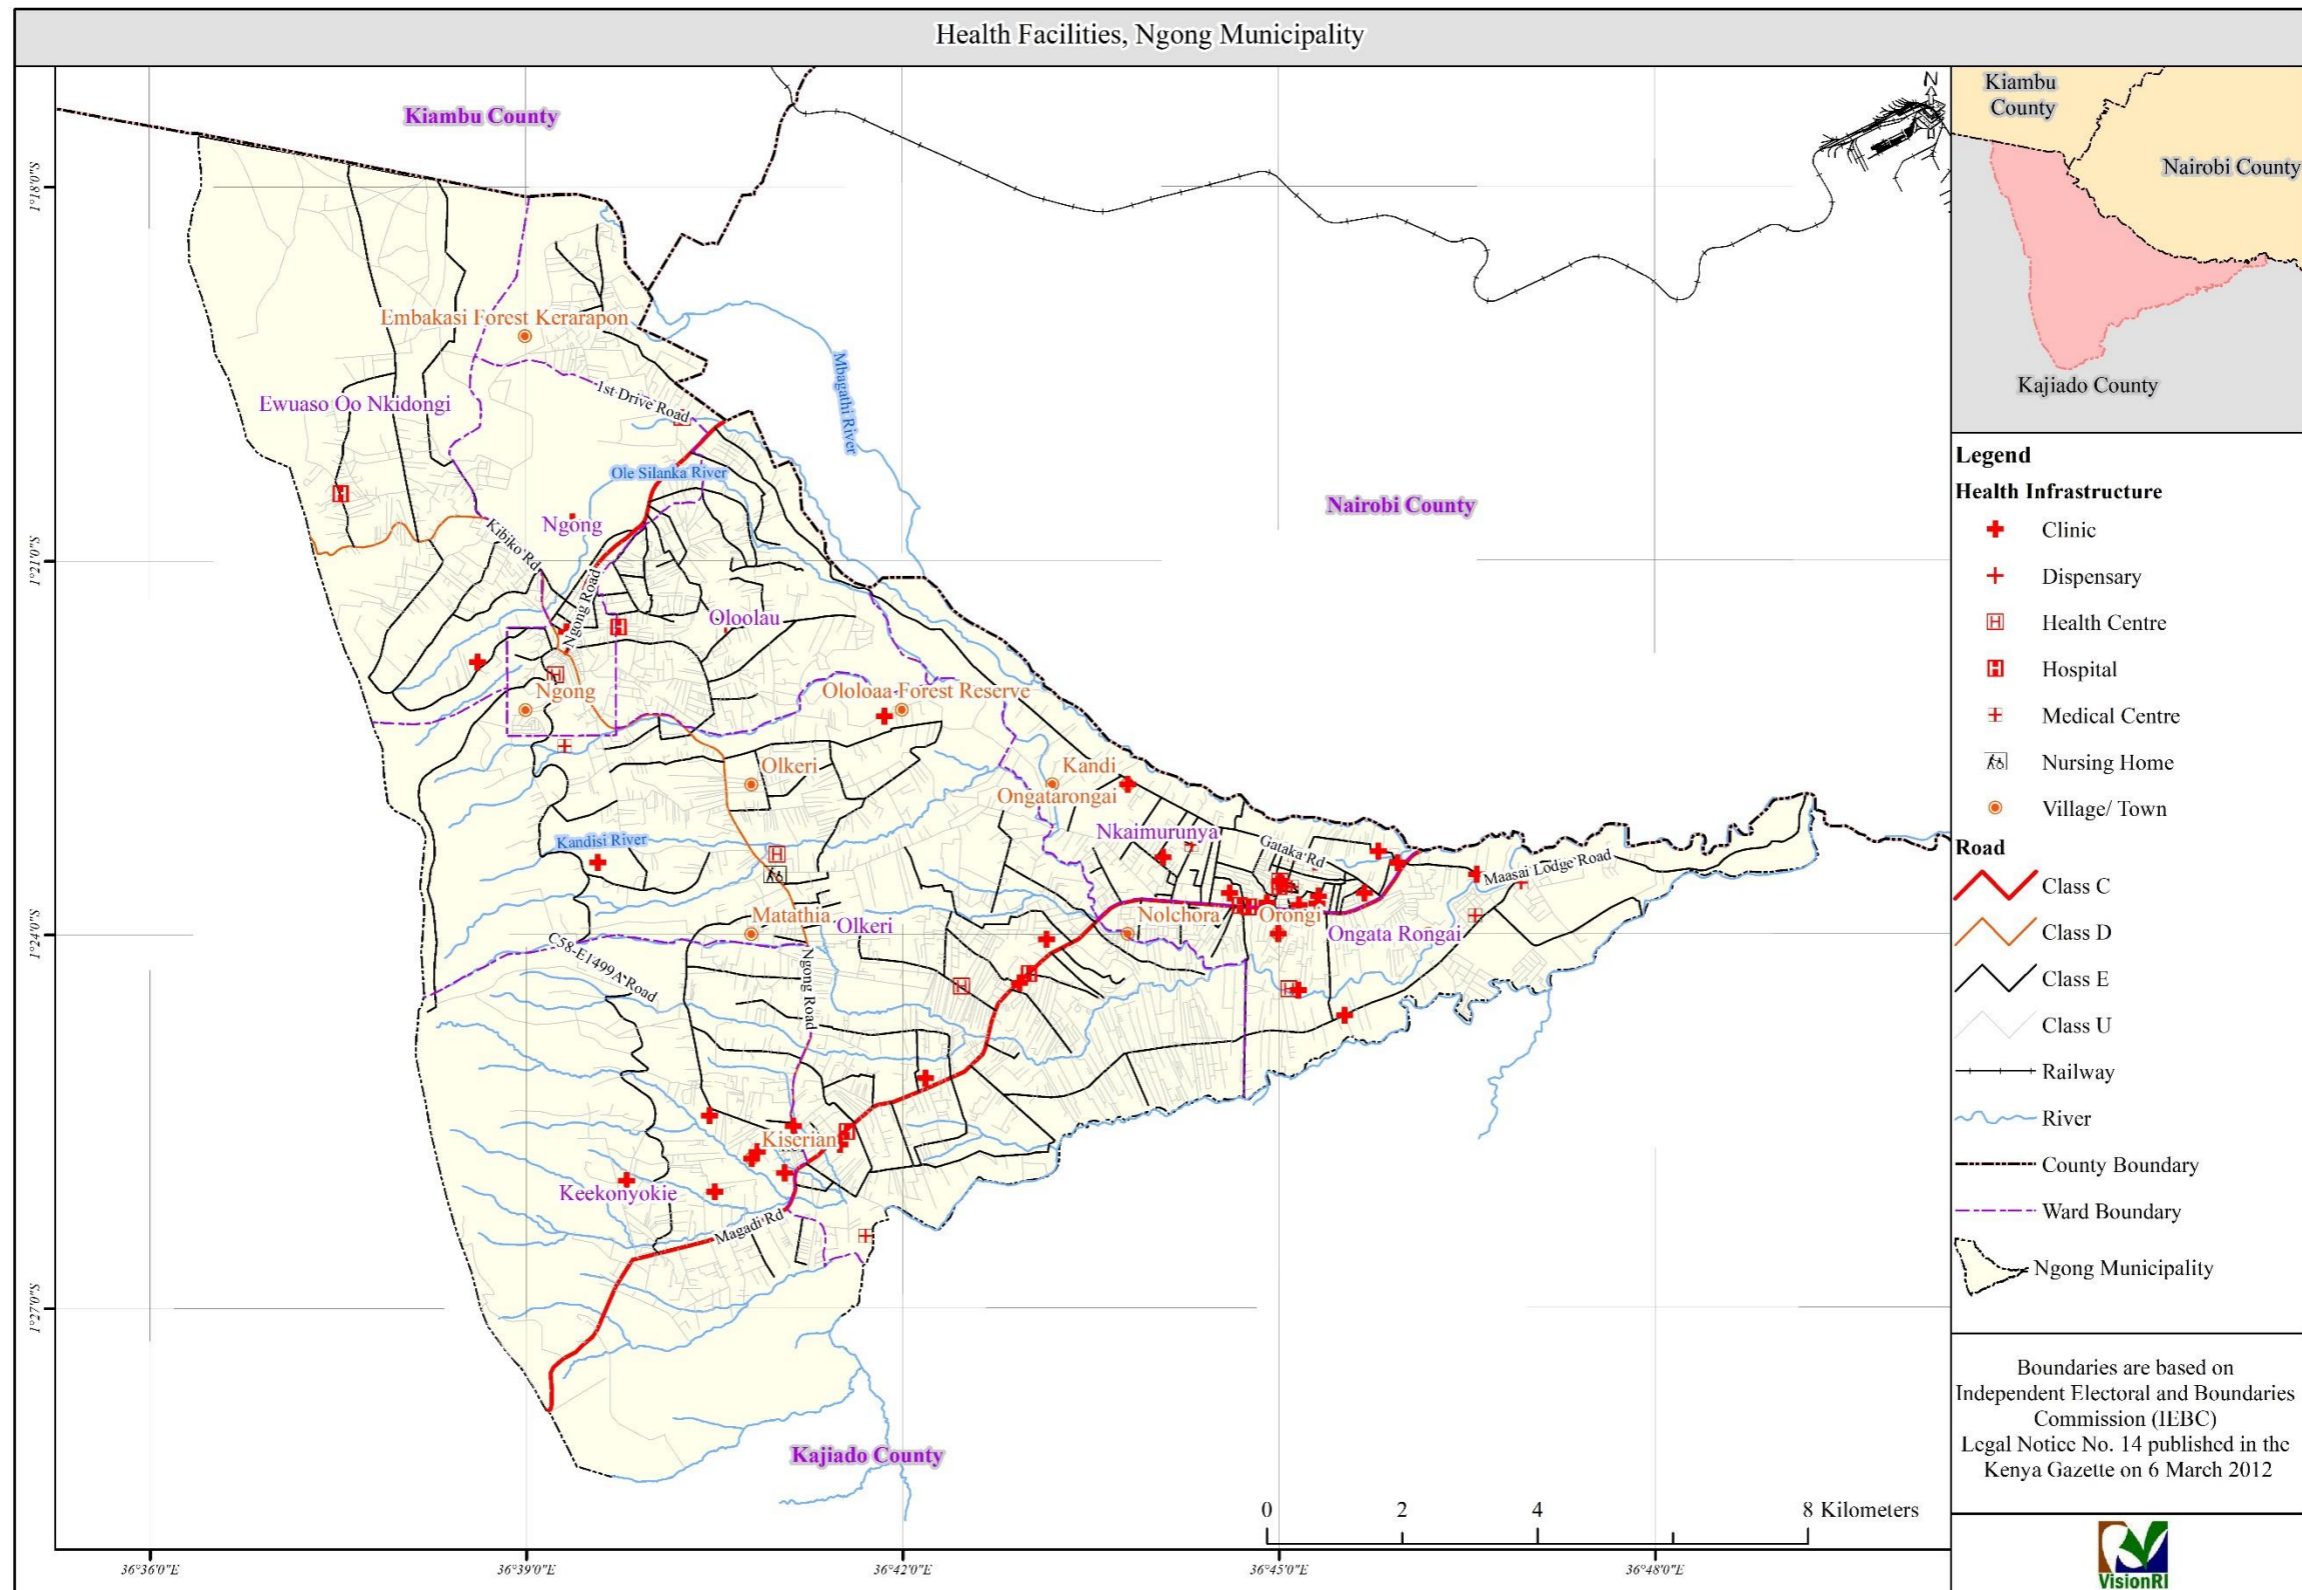 Health Facilities, Ngong Municipality
Kiambu County
Nairobi County
Kajiado County
Embakasi Forest Kerarapon
Ewuaso Oo Nkidongi
1st Drive Road
Mbagathi River
Ole Silanka River
Ngong
Kibiko Rd
Ngong Road
Oloolau
Ngong
Ololoaa Forest Reserve
Olkeri
Kandi
Ongatarongai
Nkaimurunya
Gataka Rd
Maasai Lodge Road
Kandisi River
Matathia
Olkeri
Nolchora
Orongi
Ongata Rongai
C58-E1499A Road
Ngong Road
Kiserian
Keekonyokie
Magadi Rd
1°18'0"S
1°21'0"S
1°24'0"S
1°27'0"S
36°36'0"E
36°39'0"E
36°42'0"E
36°45'0"E
36°48'0"E
0 2 4 8 Kilometers
N
Kiambu
County
Nairobi County
Kajiado County
Legend
Health Infrastructure
Clinic
Dispensary
Health Centre
Hospital
Medical Centre
Nursing Home
Village/ Town
Road
Class C
Class D
Class E
Class U
Railway
River
County Boundary
Ward Boundary
Ngong Municipality
Boundaries are based on
Independent Electoral and Boundaries
Commission (IEBC)
Legal Notice No. 14 published in the
Kenya Gazette on 6 March 2012
VisionRI